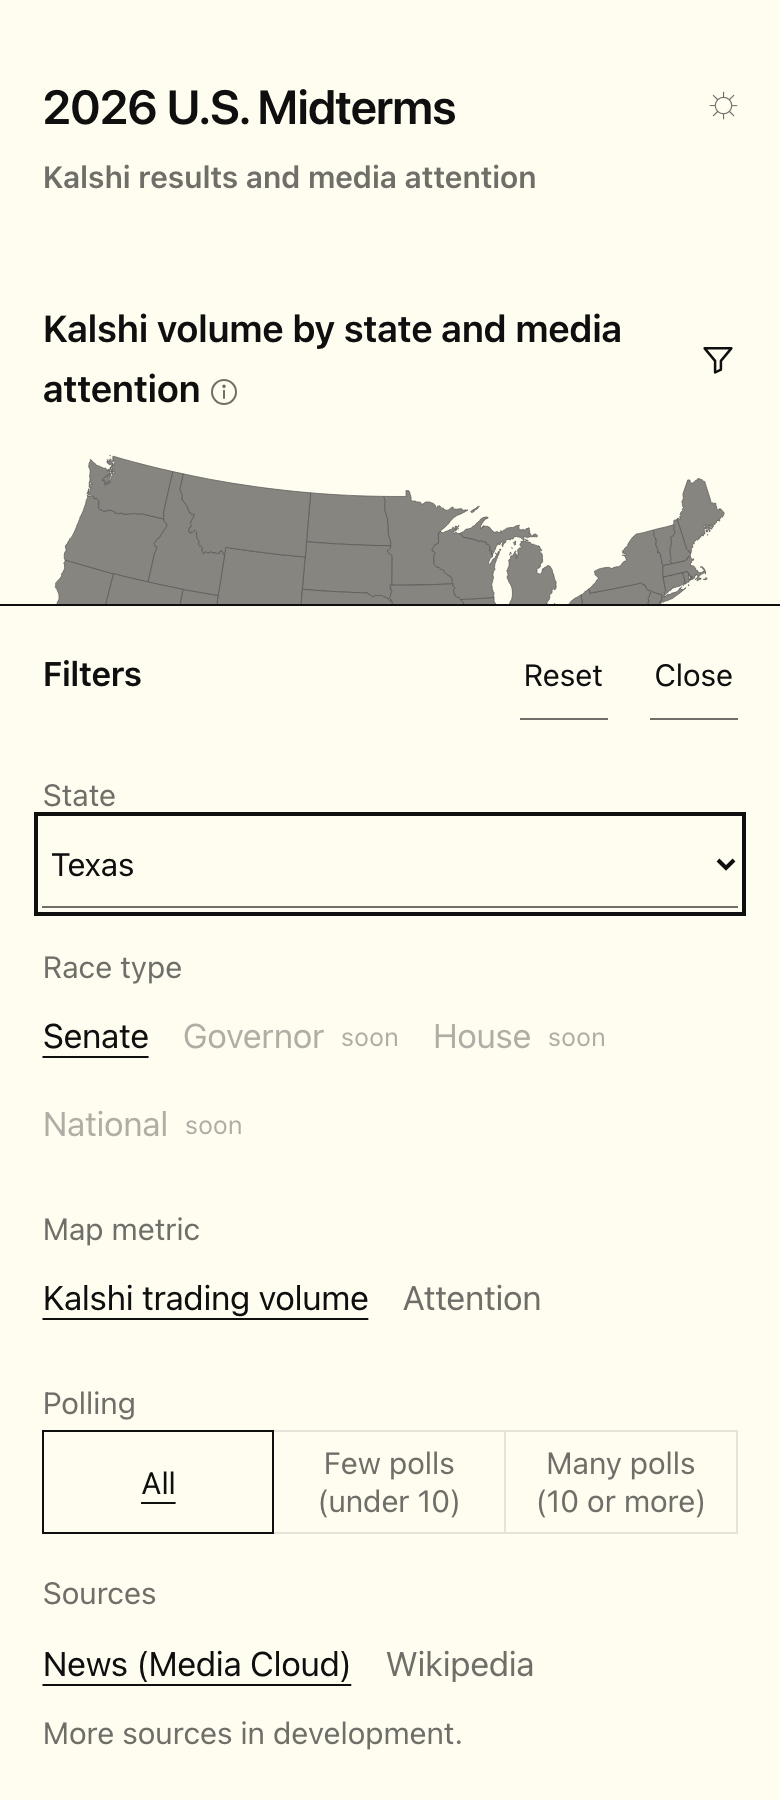 2026 U.S. Midterms
Kalshi results and media attention
Kalshi volume by state and media
attention
Filters
Reset Close
State
Texas
Race type
Senate Governor soon House soon
National soon
Map metric
Kalshi trading volume Attention
Polling
All
Few polls
(under 10)
Many polls
(10 or more)
Sources
News (Media Cloud) Wikipedia
More sources in development.